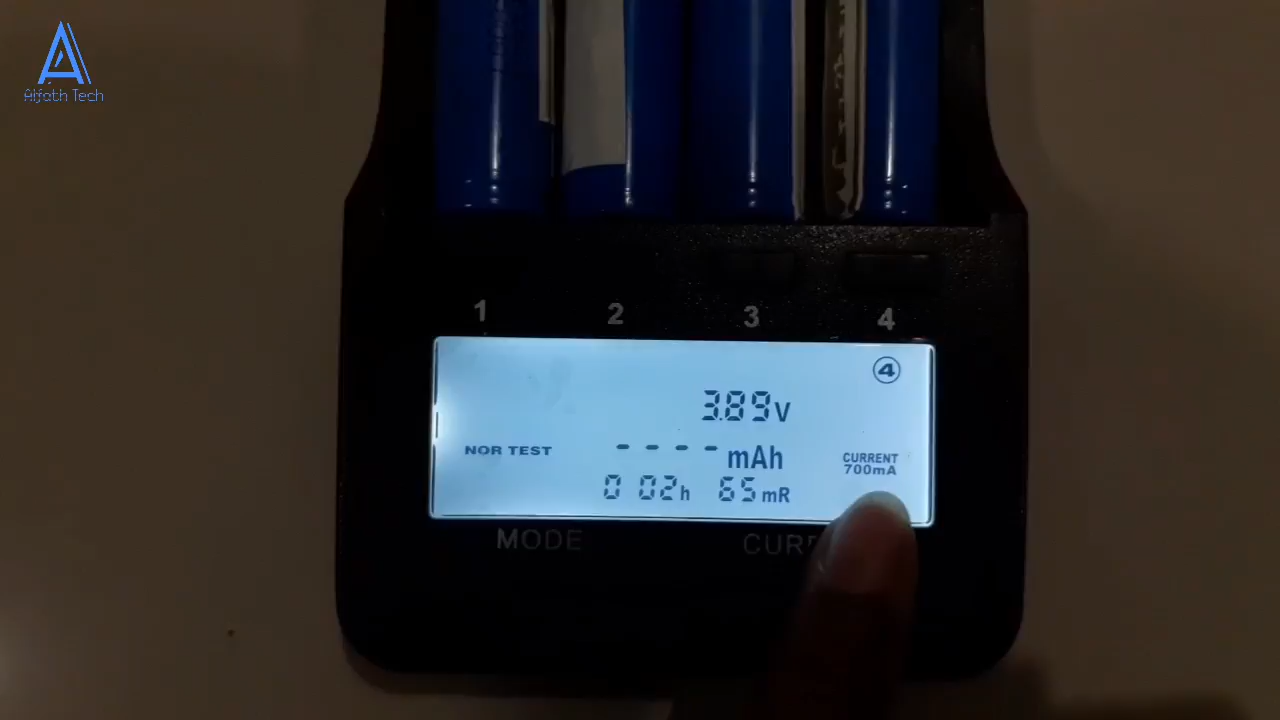 Alfath Tech
1 2 3 4
4
3.89V
NOR TEST
- - - - mAh
CURRENT
700mA
0 02h 65mR
MODE